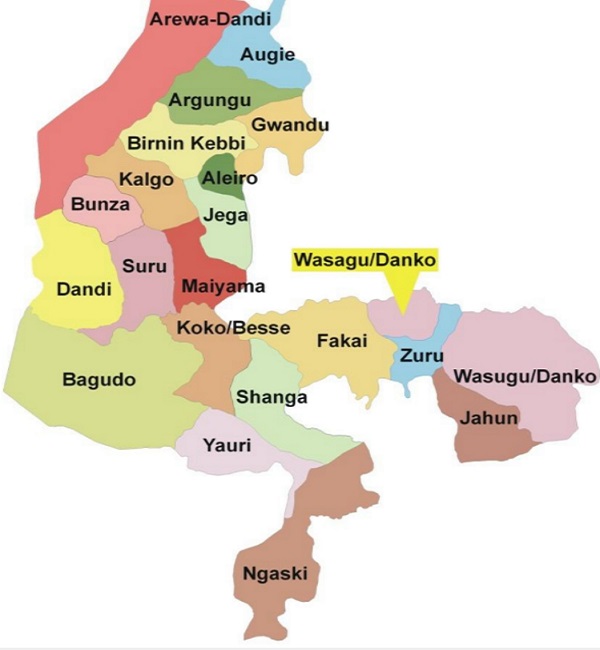 Arewa-Dandi
Augie
Argungu
Gwandu
Birnin Kebbi
Kalgo
Aleiro
Bunza
Jega
Wasagu/Danko
Suru
Dandi
Maiyama
Koko/Besse
Fakai
Zuru
Bagudo
Wasugu/Danko
Shanga
Jahun
Yauri
Ngaski